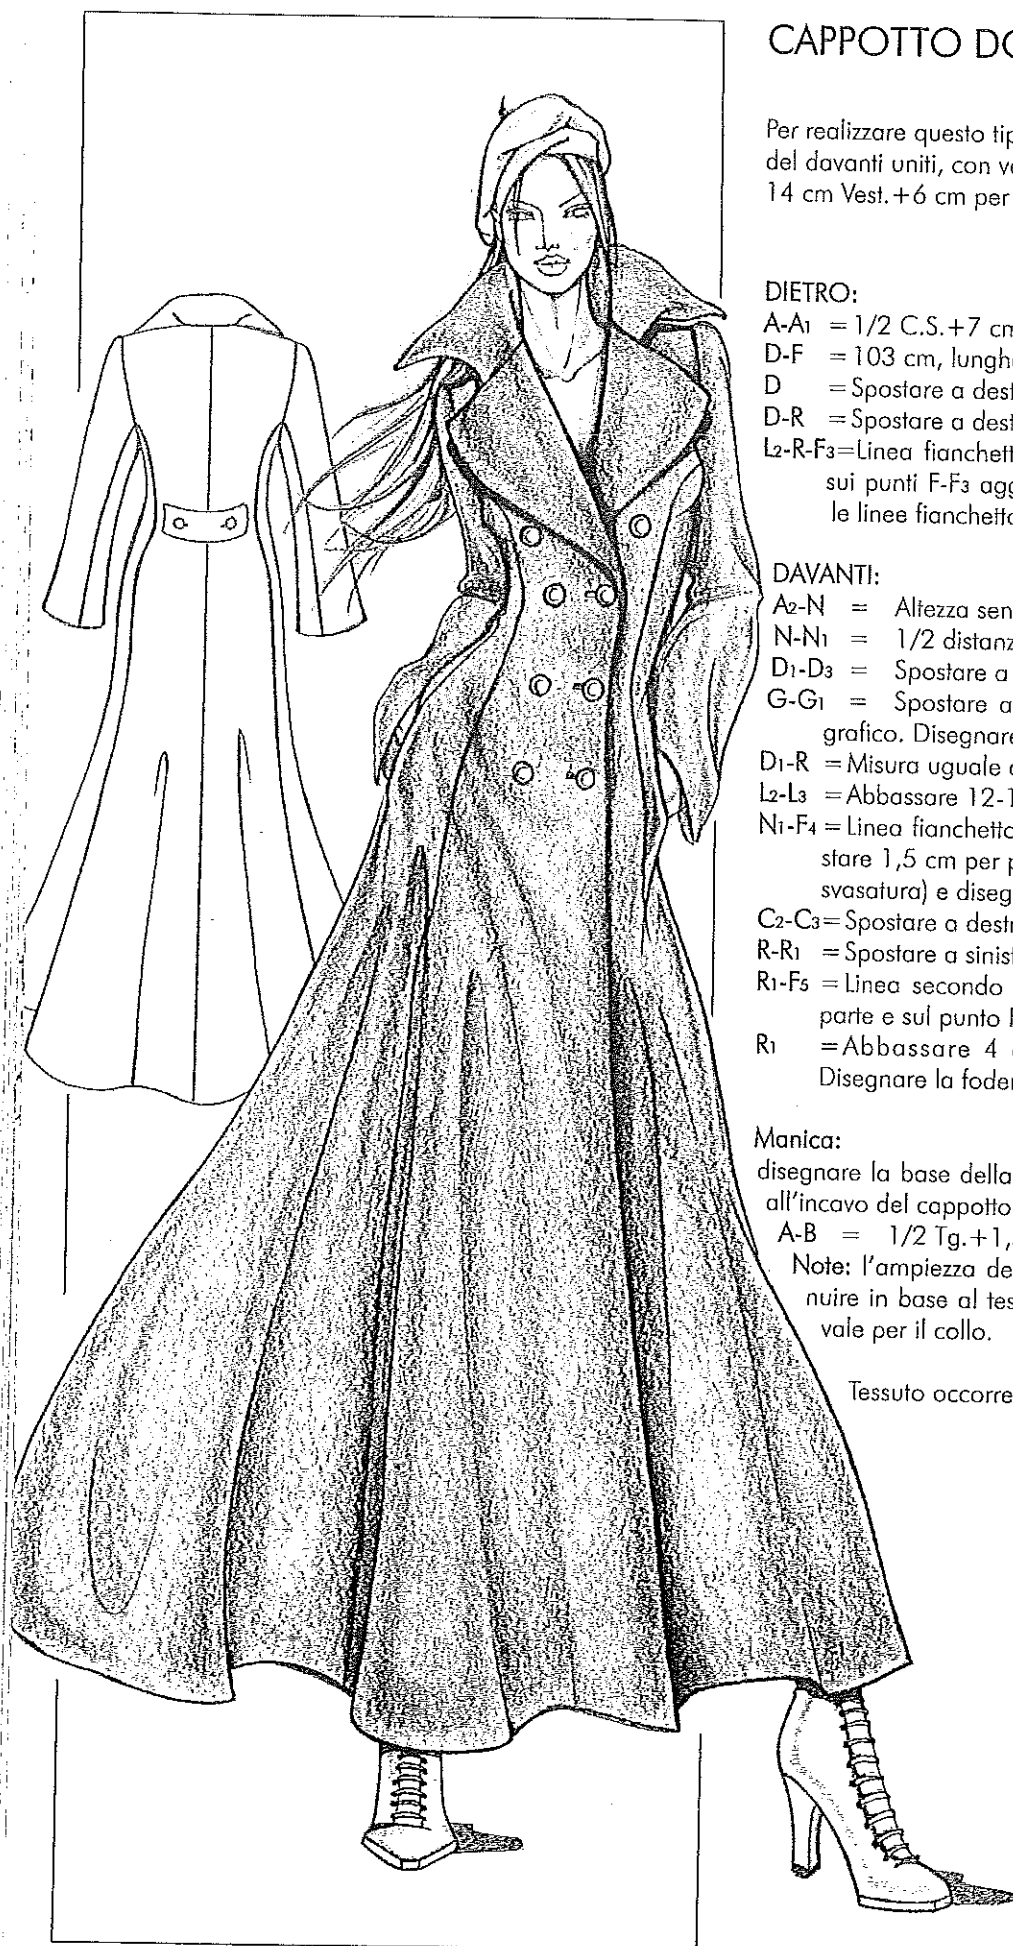 CAPPOTTO DO
Per realizzare questo tip
del davanti uniti, con ve
14 cm Vest.+6 cm per
DIETRO:
A-A1 = 1/2 C.S.+7 cm
D-F = 103 cm, lungh
D = Spostare a dest
D-R = Spostare a dest
L2-R-F3=Linea fianchett
sui punti F-F3 agg
le linee fianchetto
DAVANTI:
A2-N = Altezza sen
N-N1 = 1/2 distanz
D1-D3 = Spostare a
G-G1 = Spostare a
grafico. Disegnare
D1-R = Misura uguale
L2-L3 = Abbassare 12-1
N1-F4 = Linea fianchetto
stare 1,5 cm per p
svasatura) e diseg
C2-C3= Spostare a destr
R-R1 = Spostare a sinist
R1-F5 = Linea secondo
parte e sul punto
R1 = Abbassare 4
Disegnare la foder
Manica:
disegnare la base della
all'incavo del cappotto
A-B = 1/2 Tg.+1,
Note: l'ampiezza de
nuire in base al tes
vale per il collo.
Tessuto occorre